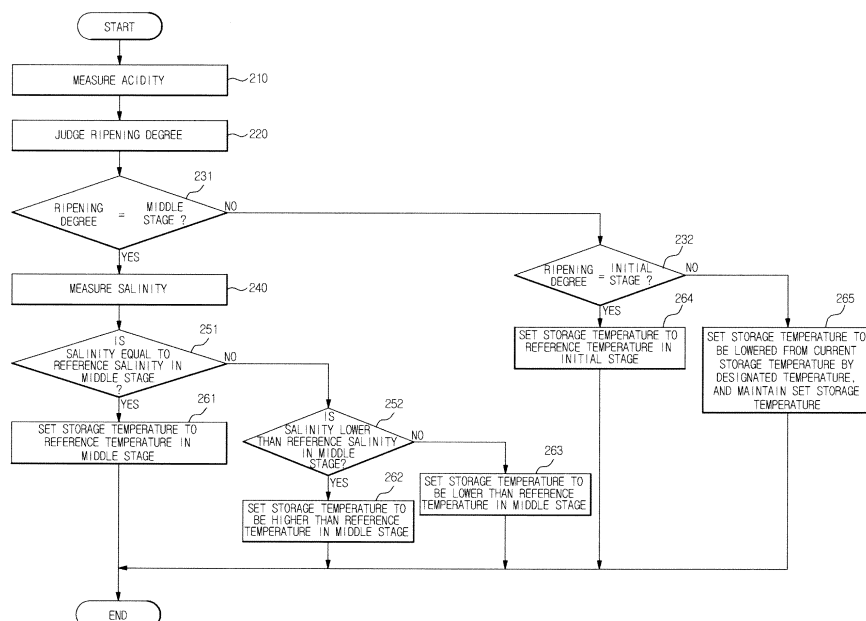 START
MEASURE ACIDITY
210
JUDGE RIPENING DEGREE
220
231
RIPENING DEGREE = MIDDLE STAGE ?
NO
YES
232
RIPENING DEGREE = INITIAL STAGE ?
NO
YES
MEASURE SALINITY
240
251
IS
SALINITY EQUAL TO
REFERENCE SALINITY IN
MIDDLE STAGE
?
NO
YES
264
SET STORAGE TEMPERATURE TO
REFERENCE TEMPERATURE IN
INITIAL STAGE
265
SET STORAGE TEMPERATURE TO
BE LOWERED FROM CURRENT
STORAGE TEMPERATURE BY
DESIGNATED TEMPERATURE,
AND MAINTAIN SET STORAGE
TEMPERATURE
261
SET STORAGE TEMPERATURE TO
REFERENCE TEMPERATURE IN
MIDDLE STAGE
252
IS
SALINITY LOWER
THAN REFERENCE SALINITY
IN MIDDLE
STAGE?
NO
YES
262
SET STORAGE TEMPERATURE TO
BE HIGHER THAN REFERENCE
TEMPERATURE IN MIDDLE STAGE
263
SET STORAGE TEMPERATURE TO
BE LOWER THAN REFERENCE
TEMPERATURE IN MIDDLE STAGE
END